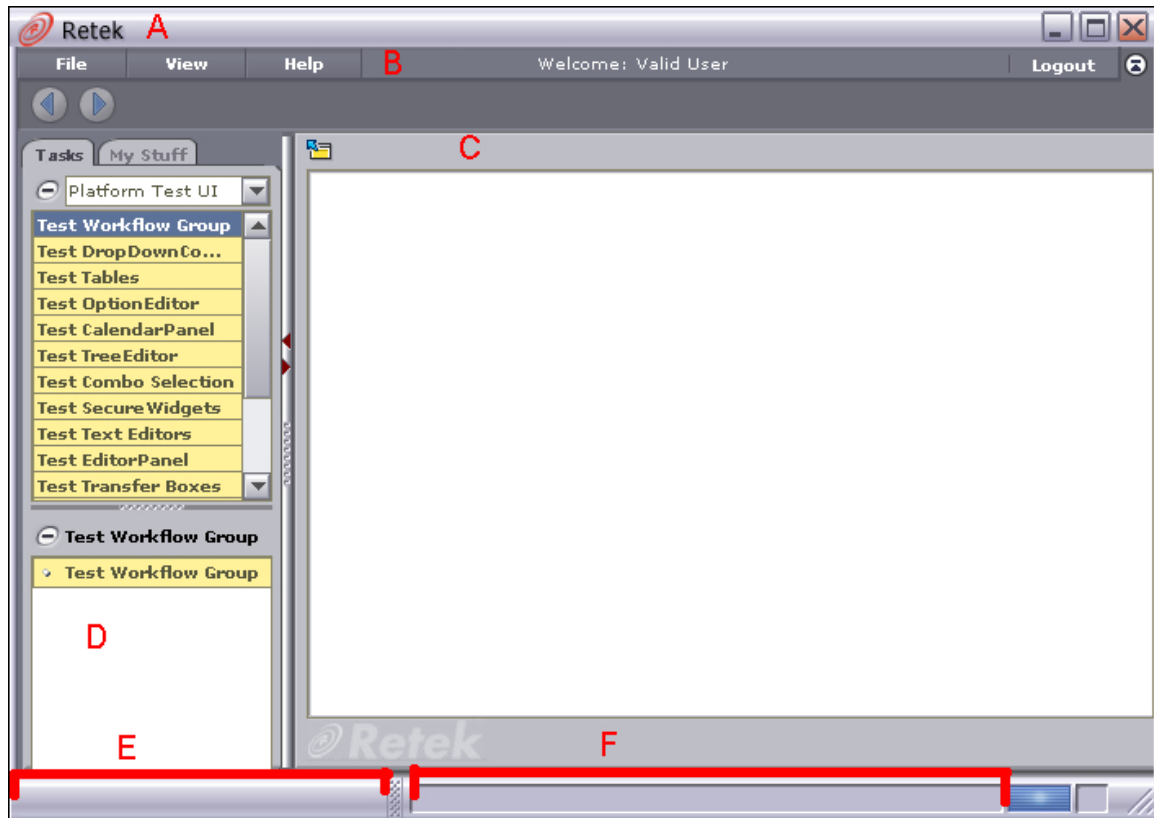 Retek A
File View Help B Welcome: Valid User Logout
Tasks My Stuff
C
Platform Test UI
Test Workflow Group
Test DropDownCo...
Test Tables
Test OptionEditor
Test CalendarPanel
Test TreeEditor
Test Combo Selection
Test SecureWidgets
Test Text Editors
Test EditorPanel
Test Transfer Boxes
Test Workflow Group
Test Workflow Group
D
E
Retek F